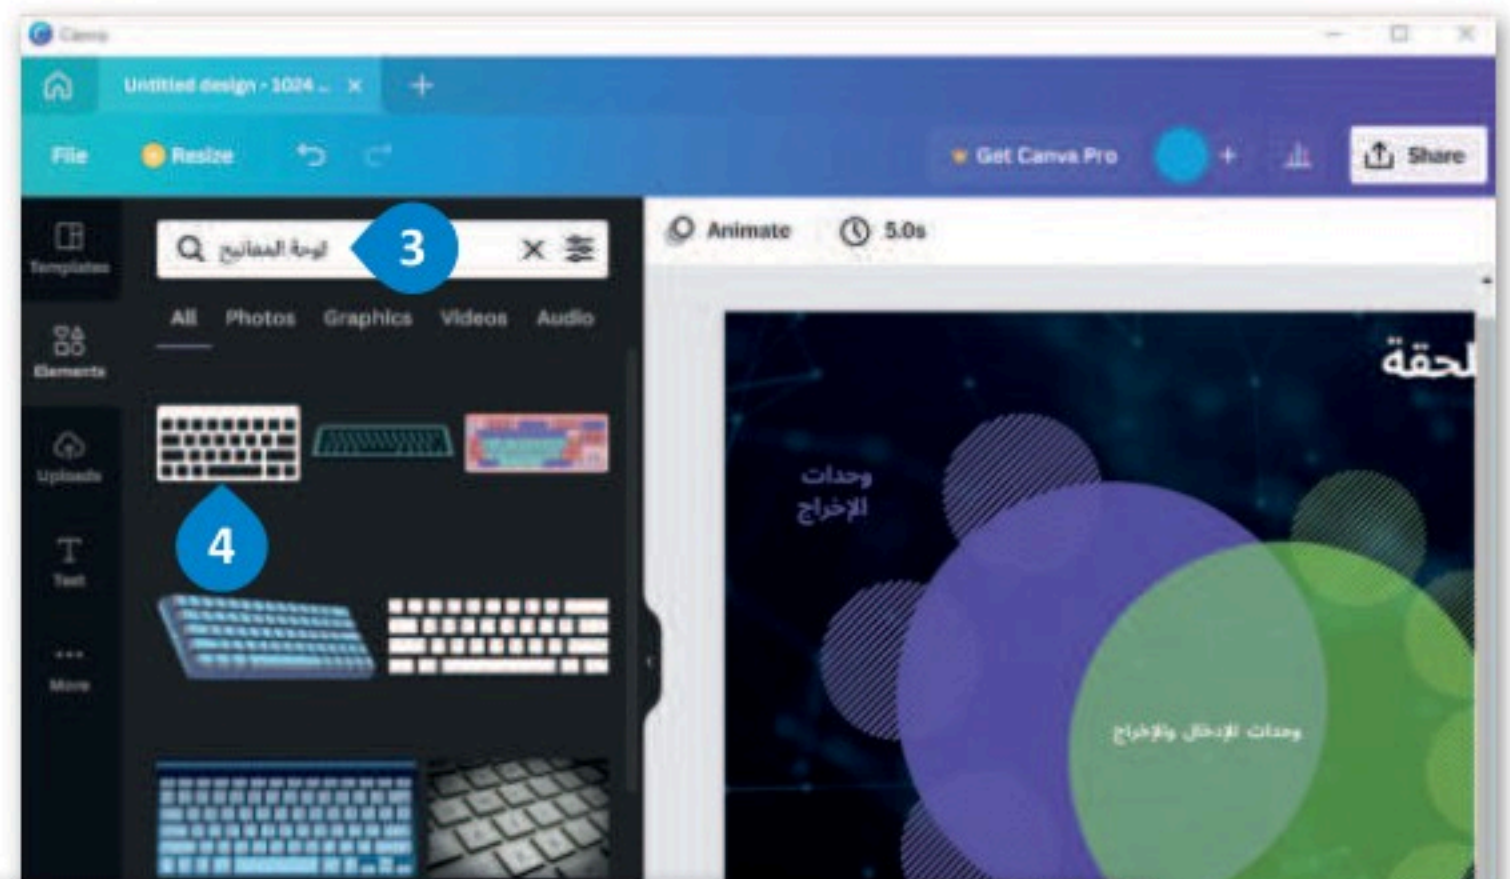 Canva
Untitled design - 1024 ...
File
Resize
Get Canva Pro
Share
Templates
Elements
Uploads
Text
More
لوحة المفاتيح
3
All
Photos
Graphics
Videos
Audio
4
Animate
5.0s
لحقة
وحدات
الإخراج
وحدات الإدخال والإخراج